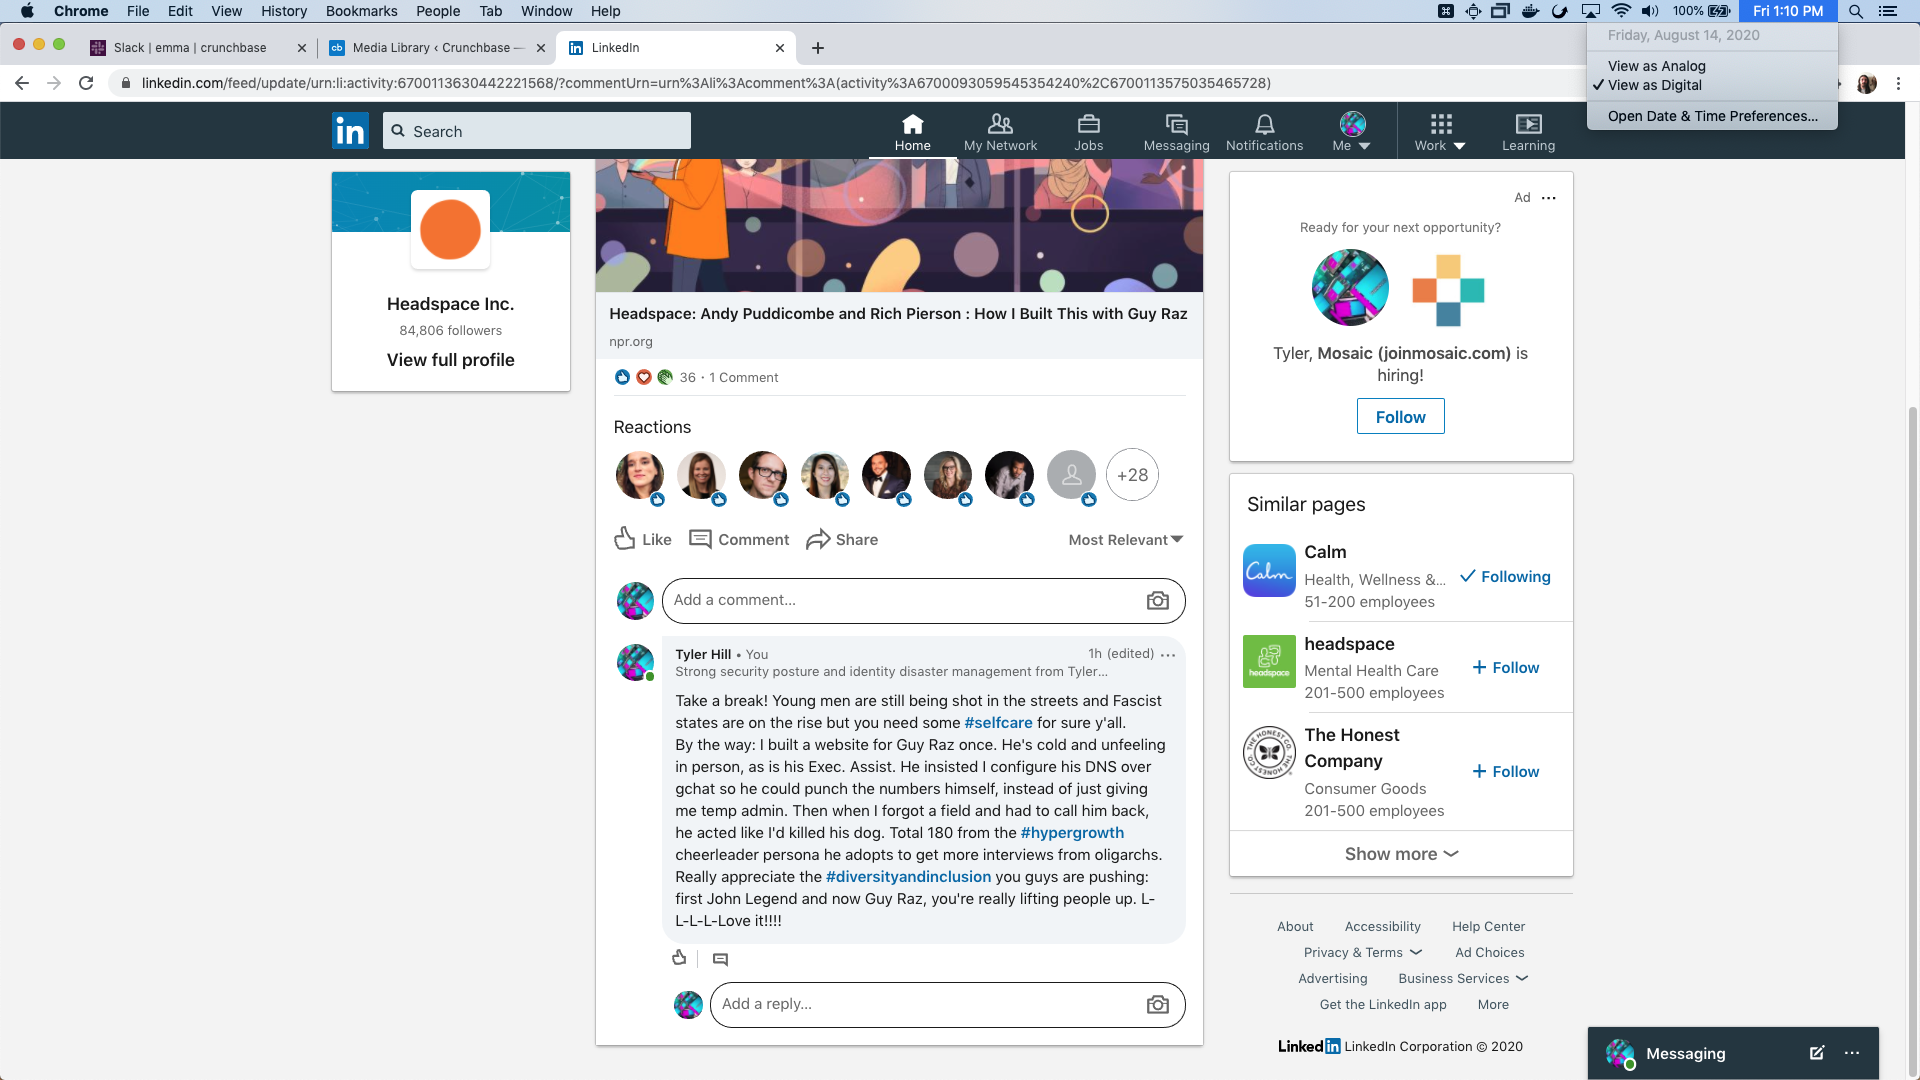 Chrome File Edit View History Bookmarks People Tab Window Help
100% Fri 1:10 PM
Friday, August 14, 2020
View as Analog
✓ View as Digital
Open Date & Time Preferences...
Slack | emma | crunchbase
cb Media Library ‹ Crunchbase —
in LinkedIn
linkedin.com/feed/update/urn:li:activity:6700113630442221568/?commentUrn=urn%3Ali%3Acomment%3A(activity%3A6700093059545354240%2C6700113575035465728)
in Search
Home My Network Jobs Messaging Notifications Me Work Learning
Headspace Inc.
84,806 followers
View full profile
Headspace: Andy Puddicombe and Rich Pierson : How I Built This with Guy Raz
npr.org
36 · 1 Comment
Reactions
+28
Like Comment Share Most Relevant
Add a comment...
Tyler Hill • You 1h (edited) ...
Strong security posture and identity disaster management from Tyler...
Take a break! Young men are still being shot in the streets and Fascist
states are on the rise but you need some #selfcare for sure y'all.
By the way: I built a website for Guy Raz once. He's cold and unfeeling
in person, as is his Exec. Assist. He insisted I configure his DNS over
gchat so he could punch the numbers himself, instead of just giving
me temp admin. Then when I forgot a field and had to call him back,
he acted like I'd killed his dog. Total 180 from the #hypergrowth
cheerleader persona he adopts to get more interviews from oligarchs.
Really appreciate the #diversityandinclusion you guys are pushing:
first John Legend and now Guy Raz, you're really lifting people up. L-
L-L-L-Love it!!!!
Add a reply...
Ad ...
Ready for your next opportunity?
Tyler, Mosaic (joinmosaic.com) is
hiring!
Follow
Similar pages
Calm
Calm
Health, Wellness &...
51-200 employees
✓ Following
headspace
headspace
Mental Health Care
201-500 employees
+ Follow
THE HONEST CO. THE HONEST CO.
The Honest
Company
Consumer Goods
201-500 employees
+ Follow
Show more
About Accessibility Help Center
Privacy & Terms Ad Choices
Advertising Business Services
Get the LinkedIn app More
Linked in LinkedIn Corporation © 2020
Messaging ...